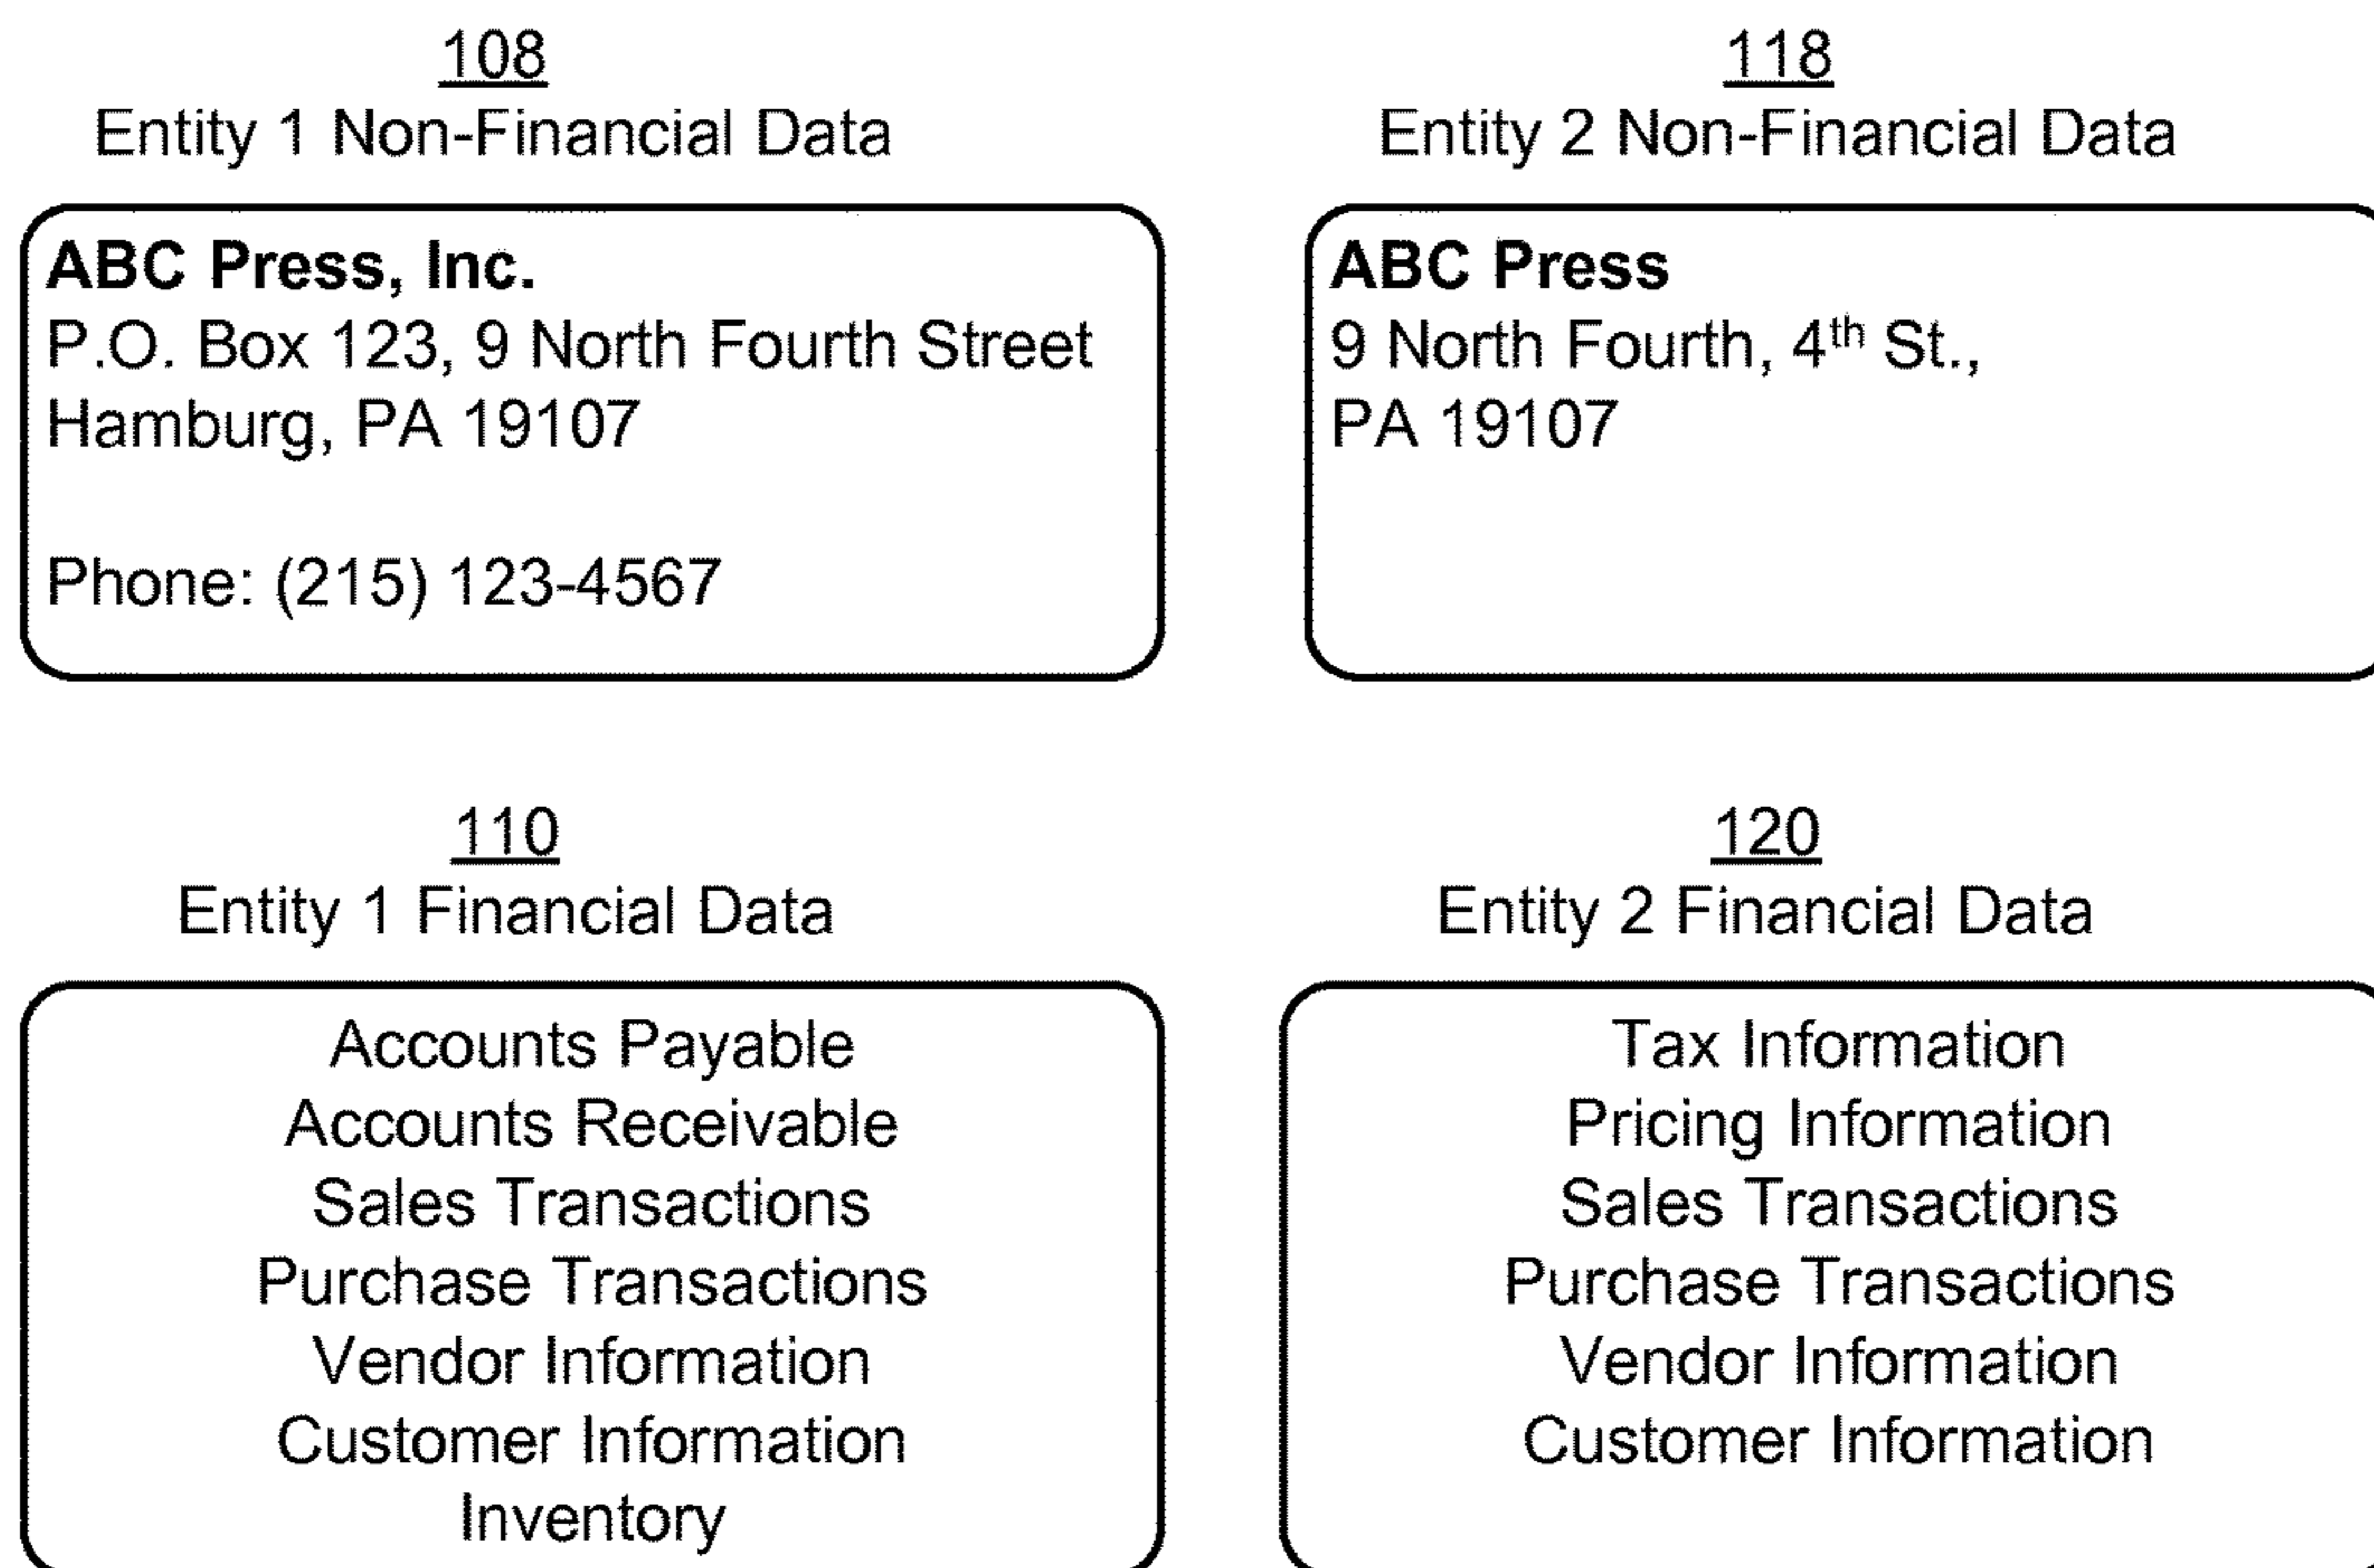 108
Entity 1 Non-Financial Data
ABC Press, Inc.
P.O. Box 123, 9 North Fourth Street
Hamburg, PA 19107
Phone: (215) 123-4567
118
Entity 2 Non-Financial Data
ABC Press
9 North Fourth, 4th St.,
PA 19107
110
Entity 1 Financial Data
Accounts Payable
Accounts Receivable
Sales Transactions
Purchase Transactions
Vendor Information
Customer Information
Inventory
120
Entity 2 Financial Data
Tax Information
Pricing Information
Sales Transactions
Purchase Transactions
Vendor Information
Customer Information